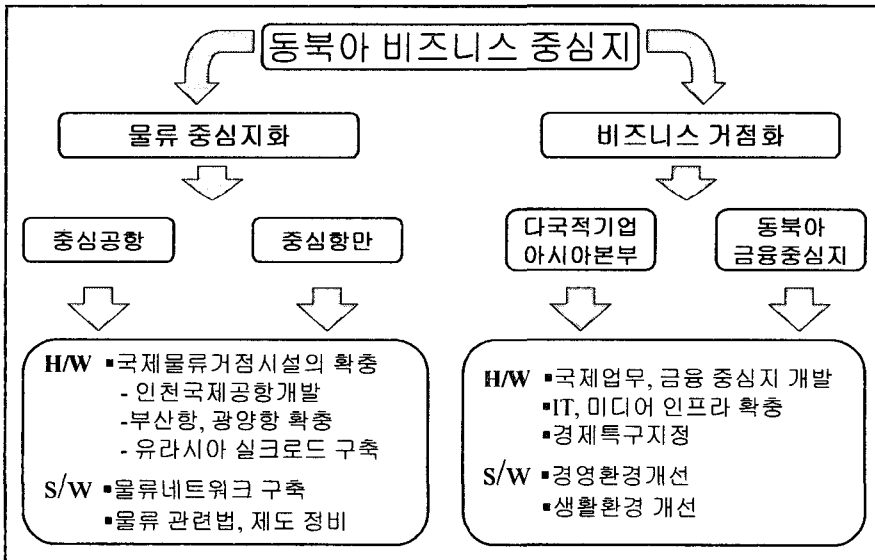 동북아 비즈니스 중심지
물류 중심지화
비즈니스 거점화
중심공항
중심항만
다국적기업
아시아본부
동북아
금융중심지
H/W ▪국제물류거점시설의 확충
- 인천국제공항개발
-부산항, 광양항 확충
- 유라시아 실크로드 구축
S/W ▪물류네트워크 구축
▪물류 관련법, 제도 정비
H/W ▪국제업무, 금융 중심지 개발
▪IT, 미디어 인프라 확충
▪경제특구지정
S/W ▪경영환경개선
▪생활환경 개선